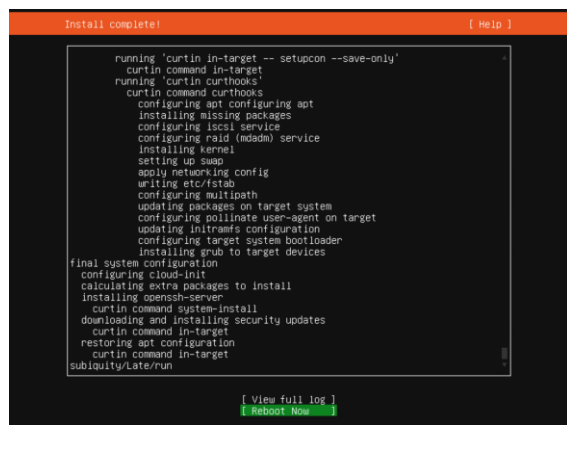 Install complete! [ Help ]
running 'curtin in-target -- setupcon --save-only'
curtin command in-target
running 'curtin curthooks'
curtin command curthooks
configuring apt configuring apt
installing missing packages
configuring iscsi service
configuring raid (mdadm) service
installing kernel
setting up swap
apply networking config
writing etc/fstab
configuring multipath
updating packages on target system
configuring pollinate user-agent on target
updating initramfs configuration
configuring target system bootloader
installing grub to target devices
final system configuration
configuring cloud-init
calculating extra packages to install
installing openssh-server
curtin command system-install
downloading and installing security updates
curtin command in-target
restoring apt configuration
curtin command in-target
subiquity/Late/run
[ View full log ]
[ Reboot Now ]